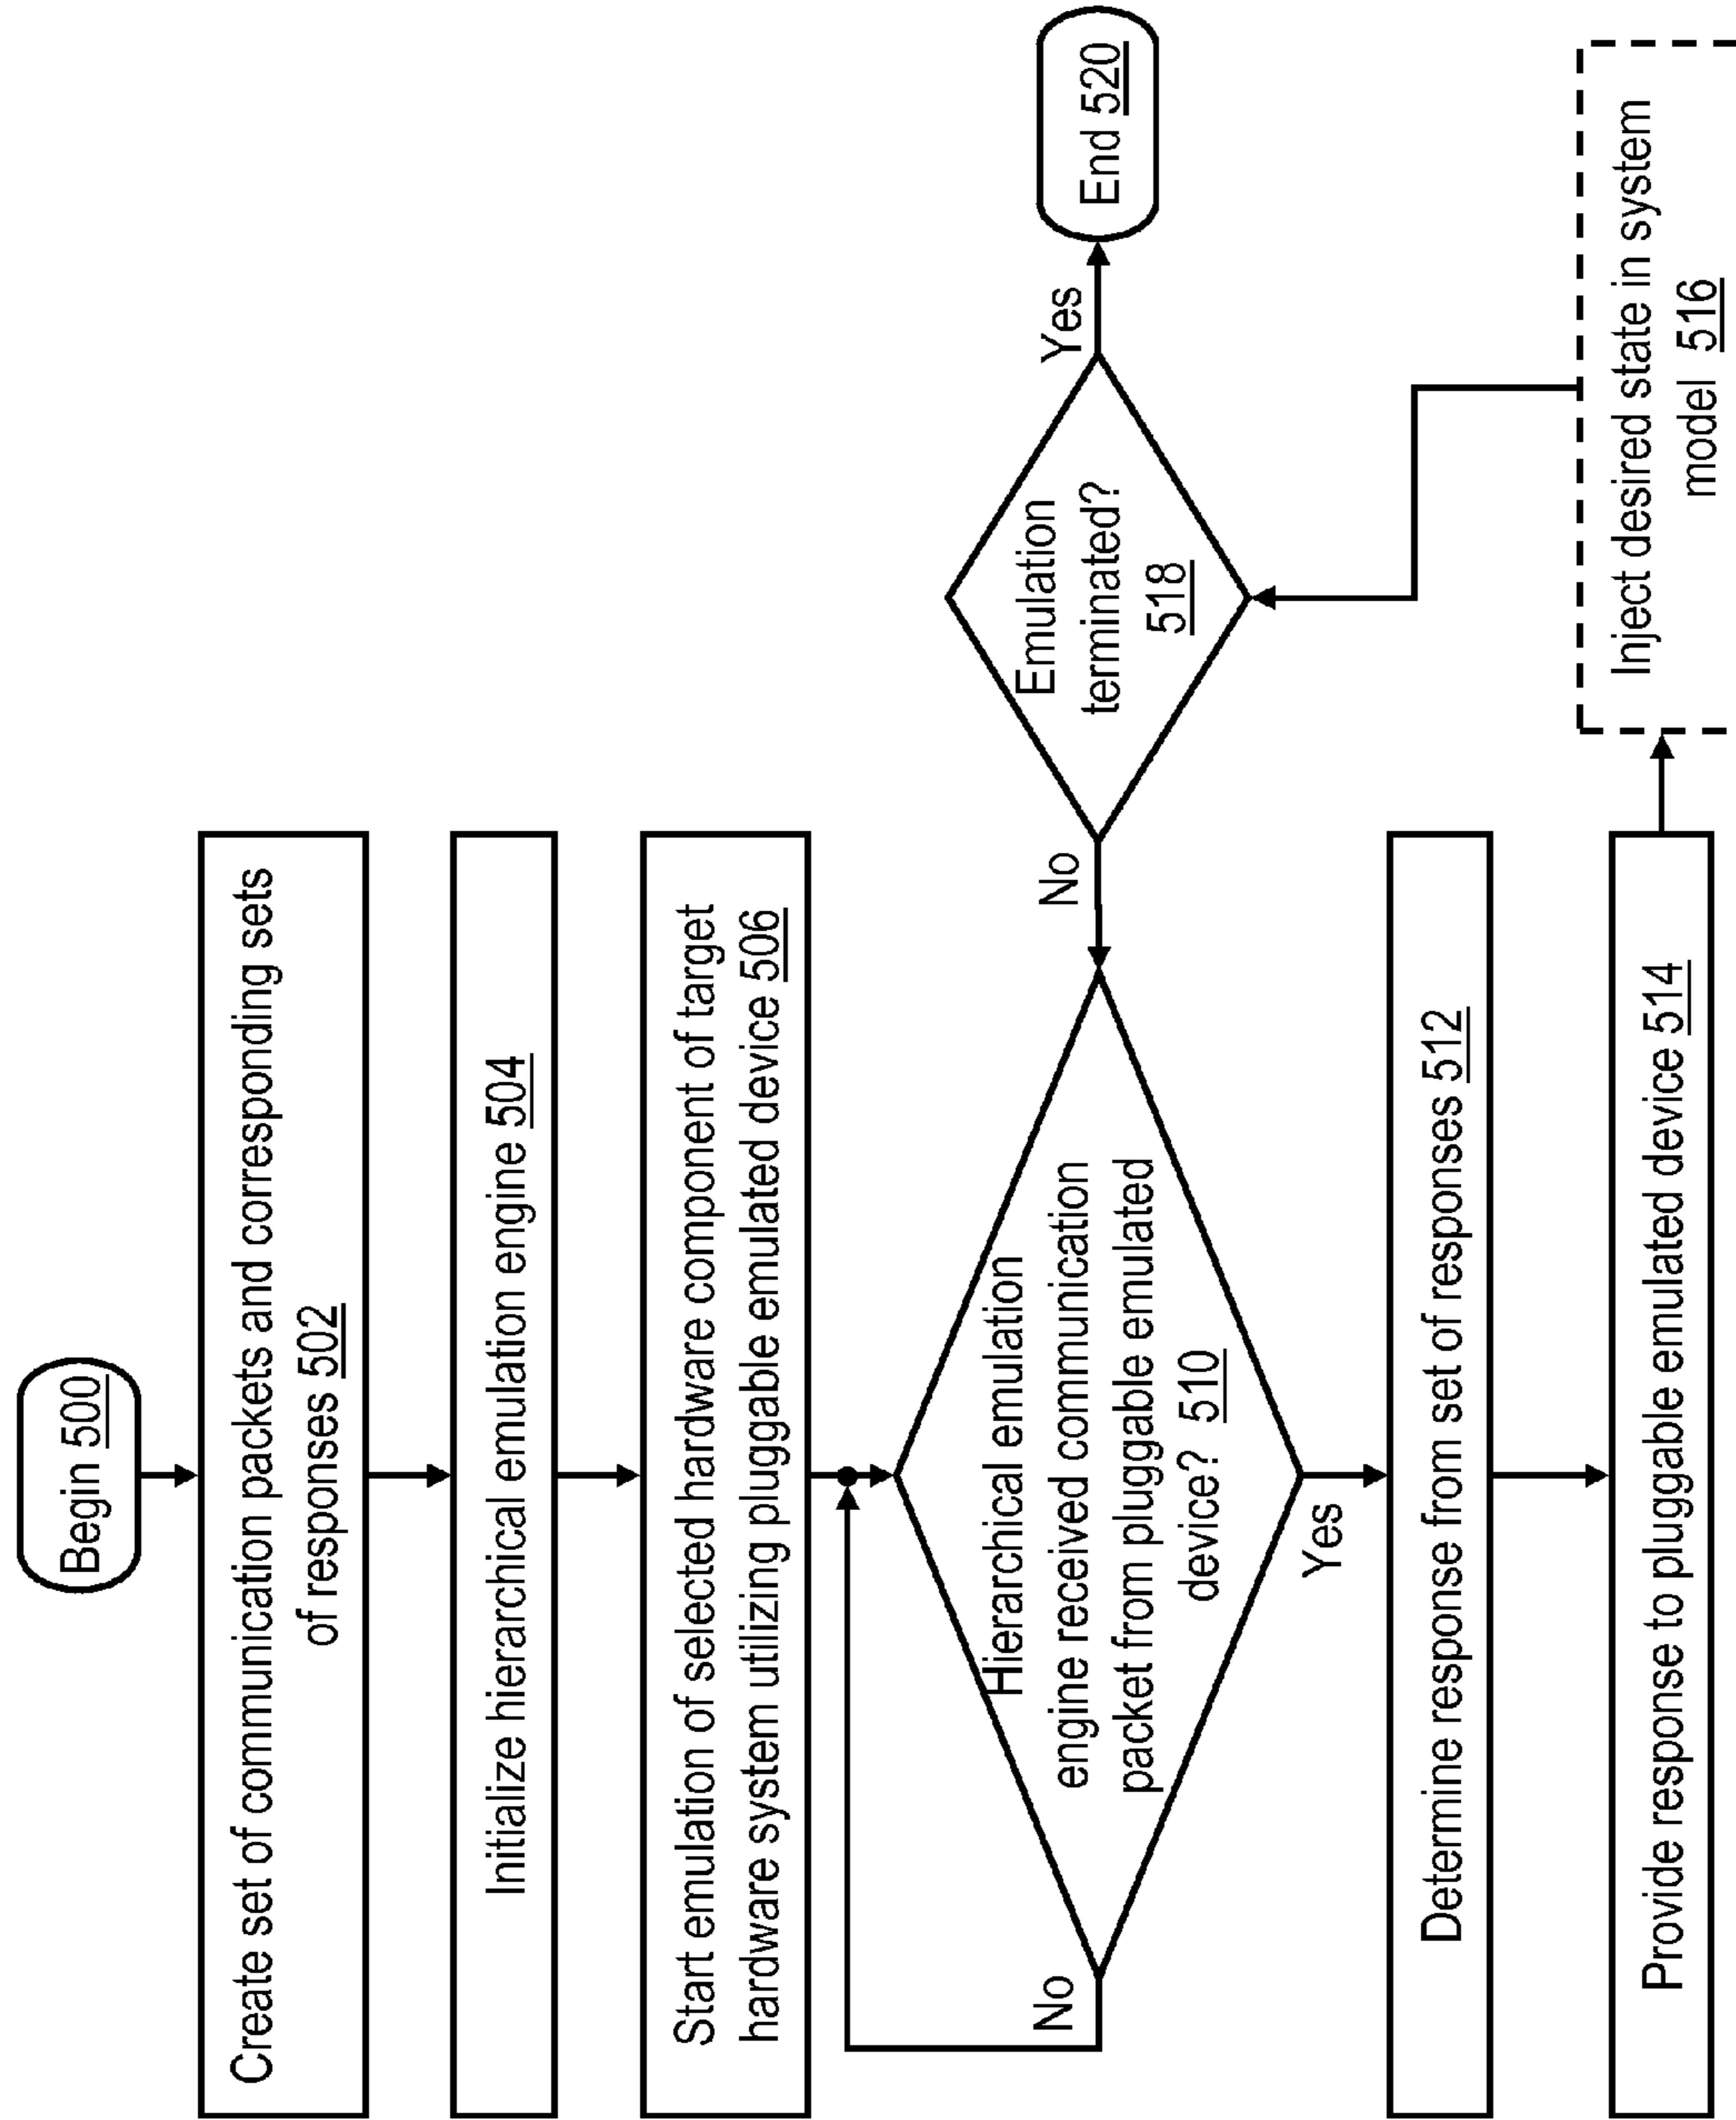 Begin 500
Create set of communication packets and corresponding sets
of responses 502
Initialize hierarchical emulation engine 504
Start emulation of selected hardware component of target
hardware system utilizing pluggable emulated device 506
Hierarchical emulation
engine received communication
packet from pluggable emulated
device? 510
No
Yes
Determine response from set of responses 512
Provide response to pluggable emulated device 514
Inject desired state in system
model 516
Emulation
terminated?
518
No
Yes
End 520